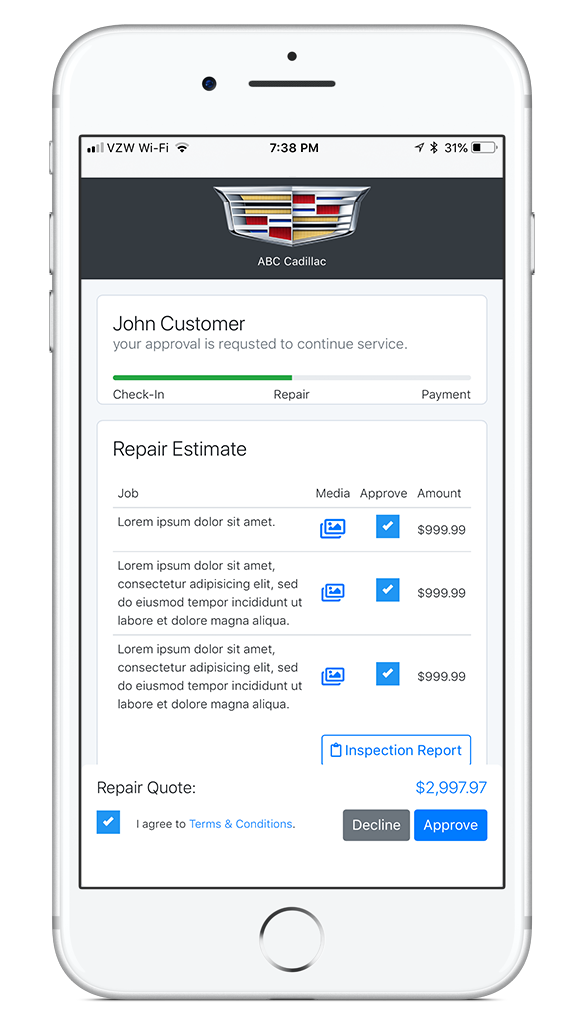 VZW Wi-Fi 7:38 PM 31%
ABC Cadillac
John Customer
your approval is requsted to continue service.
Check-In Repair Payment
Repair Estimate
Job Media Approve Amount
Lorem ipsum dolor sit amet. $999.99
Lorem ipsum dolor sit amet,
consectetur adipisicing elit, sed
do eiusmod tempor incididunt ut
labore et dolore magna aliqua.
$999.99
Lorem ipsum dolor sit amet,
consectetur adipisicing elit, sed
do eiusmod tempor incididunt ut
labore et dolore magna aliqua.
$999.99
Inspection Report
Repair Quote: $2,997.97
I agree to Terms & Conditions. Decline Approve